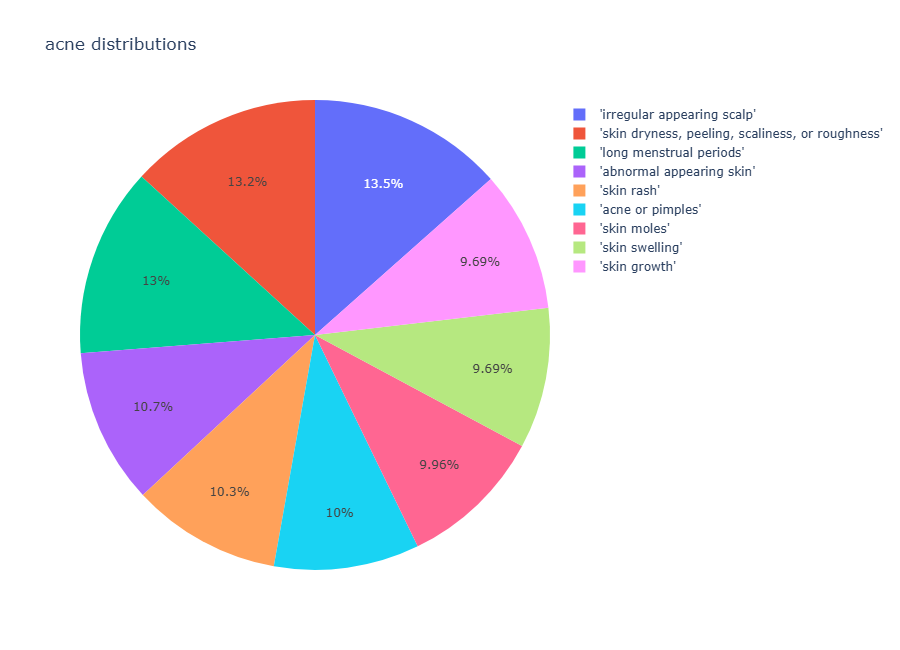 acne distributions
13.5%
13.2%
13%
10.7%
10.3%
10%
9.96%
9.69%
9.69%
'irregular appearing scalp'
'skin dryness, peeling, scaliness, or roughness'
'long menstrual periods'
'abnormal appearing skin'
'skin rash'
'acne or pimples'
'skin moles'
'skin swelling'
'skin growth'